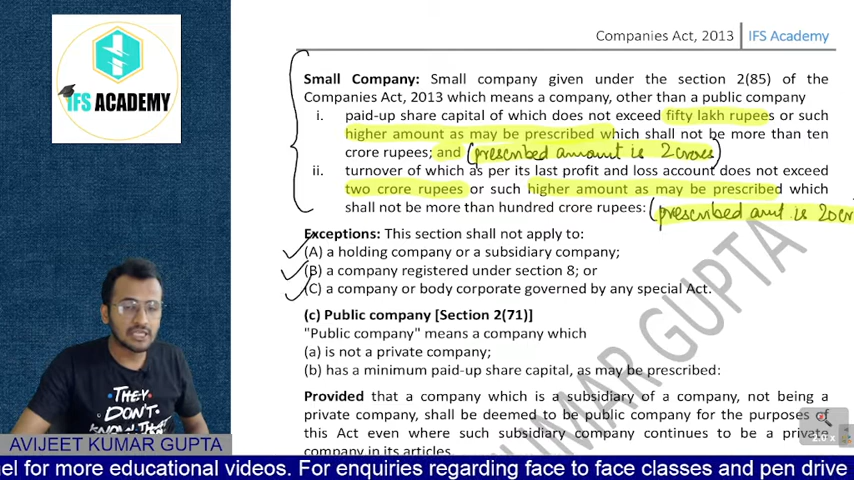 Companies Act, 2013 | IFS Academy
IFS ACADEMY
Small Company: Small company given under the section 2(85) of the
Companies Act, 2013 which means a company, other than a public company
i. paid-up share capital of which does not exceed fifty lakh rupees or such
higher amount as may be prescribed which shall not be more than ten
crore rupees; and (prescribed amount is 2 crores)
ii. turnover of which as per its last profit and loss account does not exceed
two crore rupees or such higher amount as may be prescribed which
shall not be more than hundred crore rupees: (prescribed amt is 20 cr
Exceptions: This section shall not apply to:
(A) a holding company or a subsidiary company;
(B) a company registered under section 8; or
(C) a company or body corporate governed by any special Act.
(c) Public company [Section 2(71)]
"Public company" means a company which
(a) is not a private company;
(b) has a minimum paid-up share capital, as may be prescribed:
Provided that a company which is a subsidiary of a company, not being a
private company, shall be deemed to be public company for the purposes of
this Act even where such subsidiary company continues to be a private
company in its articles.
KUMAR GUPTA
2.0x
THEY
DON'T
KNOW THAT
AVIJEET KUMAR GUPTA
el for more educational videos. For enquiries regarding face to face classes and pen drive